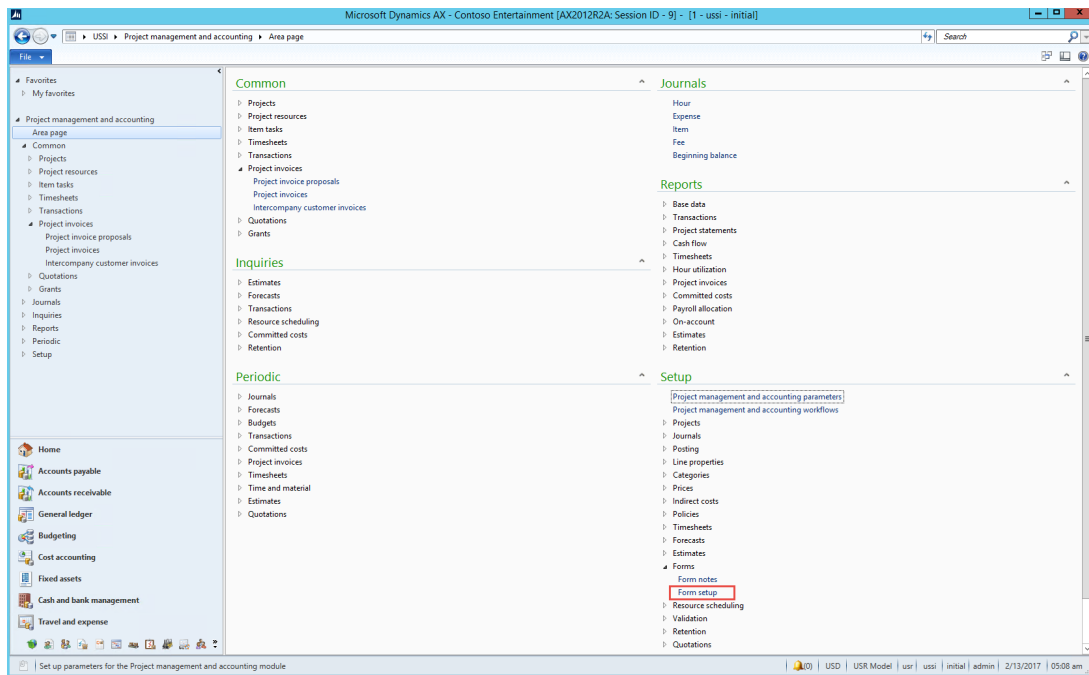 Microsoft Dynamics AX - Contoso Entertainment [AX2012R2A: Session ID - 9] - [1 - ussi - initial]
USSI Project management and accounting Area page
Search
File
Favorites
My favorites
Project management and accounting
Area page
Common
Projects
Project resources
Item tasks
Timesheets
Transactions
Project invoices
Project invoice proposals
Project invoices
Intercompany customer invoices
Quotations
Grants
Journals
Inquiries
Reports
Periodic
Setup
Home
Accounts payable
Accounts receivable
General ledger
Budgeting
Cost accounting
Fixed assets
Cash and bank management
Travel and expense
Common
Projects
Project resources
Item tasks
Timesheets
Transactions
Project invoices
Project invoice proposals
Project invoices
Intercompany customer invoices
Quotations
Grants
Inquiries
Estimates
Forecasts
Transactions
Resource scheduling
Committed costs
Retention
Periodic
Journals
Forecasts
Budgets
Transactions
Committed costs
Project invoices
Timesheets
Time and material
Estimates
Quotations
Journals
Hour
Expense
Item
Fee
Beginning balance
Reports
Base data
Transactions
Project statements
Cash flow
Timesheets
Hour utilization
Project invoices
Committed costs
Payroll allocation
On-account
Estimates
Retention
Setup
Project management and accounting parameters
Project management and accounting workflows
Projects
Journals
Posting
Line properties
Categories
Prices
Indirect costs
Policies
Timesheets
Forecasts
Estimates
Forms
Form notes
Form setup
Resource scheduling
Validation
Retention
Quotations
Set up parameters for the Project management and accounting module
(0) USD USR Model usr ussi initial admin 2/13/2017 05:08 am